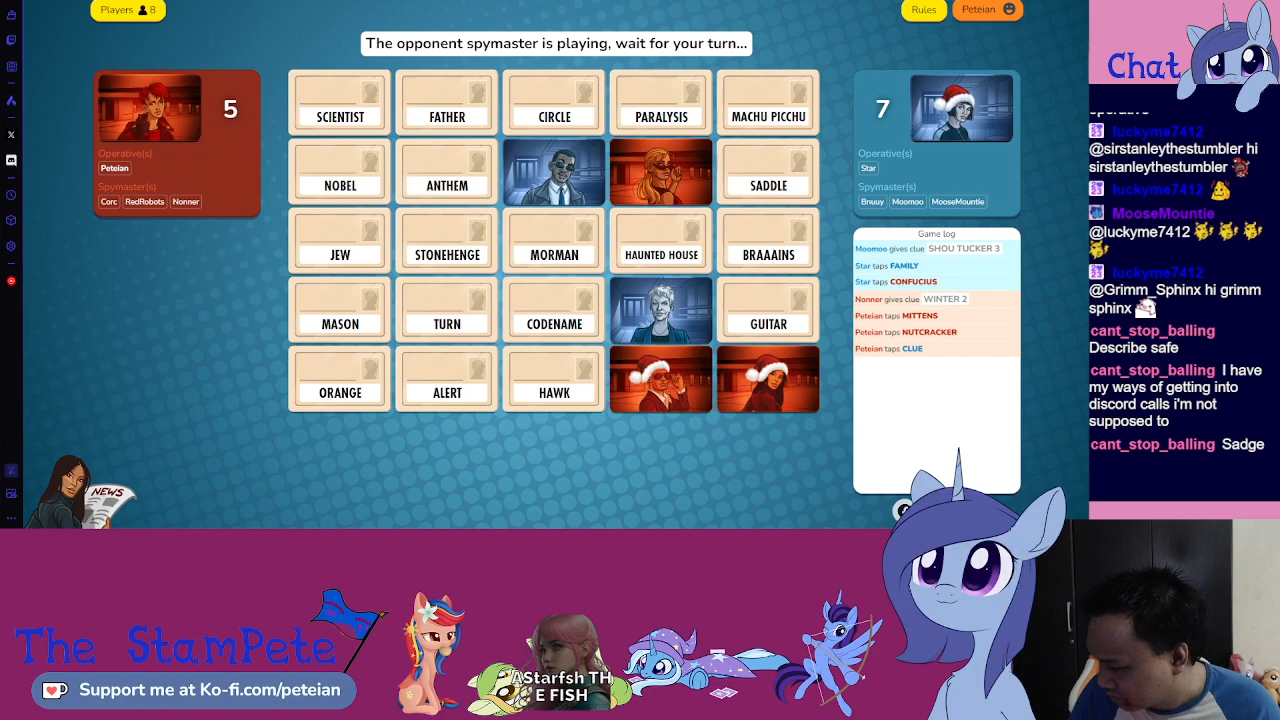 Players 8
Rules
Peteian
The opponent spymaster is playing, wait for your turn...
5
Operative(s)
Peteian
Spymaster(s)
Corc RedRobots Nonner
SCIENTIST FATHER CIRCLE PARALYSIS MACHU PICCHU
NOBEL ANTHEM SADDLE
JEW STONEHENGE MORMAN HAUNTED HOUSE BRAAAINS
MASON TURN CODENAME GUITAR
ORANGE ALERT HAWK
7
Operative(s)
Star
Spymaster(s)
Bnuuy Moomoo MooseMountie
Game log
Moomoo gives clue SHOU TUCKER 3
Star taps FAMILY
Star taps CONFUCIUS
Nonner gives clue WINTER 2
Peteian taps MITTENS
Peteian taps NUTCRACKER
Peteian taps CLUE
Chat
operative
luckyme7412
@sirstanleythestumbler hi
sirstanleythestumbler
luckyme7412
MooseMountie
@luckyme7412
luckyme7412
@Grimm_Sphinx hi grimm
sphinx
cant_stop_balling
Describe safe
cant_stop_balling I have
my ways of getting into
discord calls i'm not
supposed to
cant_stop_balling Sadge
NEWS
The StamPete
Support me at Ko-fi.com/peteian
AStarfsh TH
E FISH